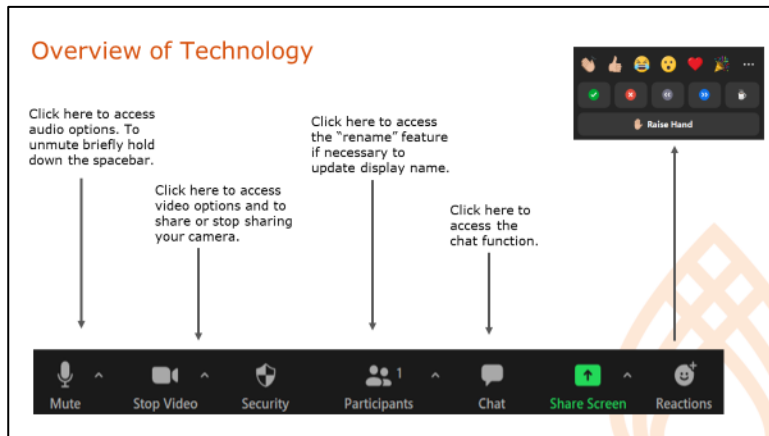 Overview of Technology
Click here to access
audio options. To
unmute briefly hold
down the spacebar.
Click here to access
video options and to
share or stop sharing
your camera.
Click here to access
the “rename” feature
if necessary to
update display name.
Click here to
access the
chat function.
Raise Hand
Mute
Stop Video
Security
1
Participants
Chat
Share Screen
Reactions